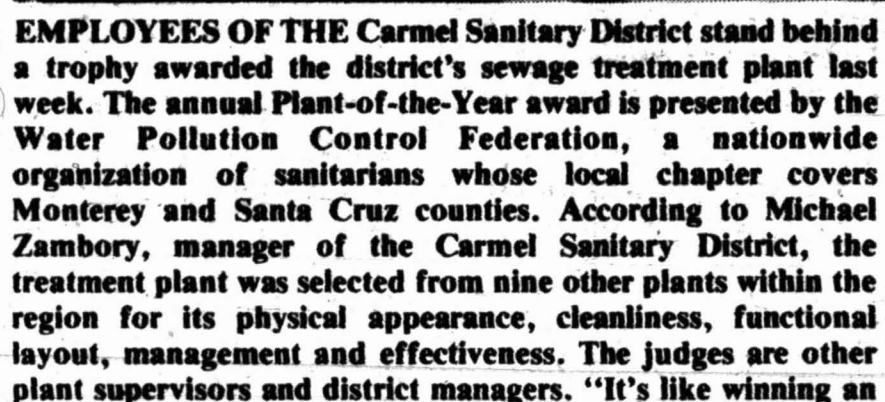 EMPLOYEES OF THE Carmel Sanitary District stand behind
a trophy awarded the district's sewage treatment plant last
week. The annual Plant-of-the-Year award is presented by the
Water Pollution Control Federation, a nationwide
organization of sanitarians whose local chapter covers
Monterey and Santa Cruz counties. According to Michael
Zambory, manager of the Carmel Sanitary District, the
treatment plant was selected from nine other plants within the
region for its physical appearance, cleanliness, functional
layout, management and effectiveness. The judges are other
plant supervisors and district managers. "It's like winning an